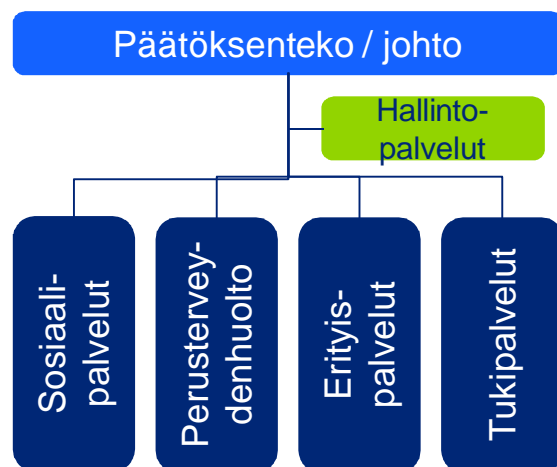 Päätöksenteko / johto
Hallinto-
palvelut
Sosiaali-
palvelut
Perustervey-
denhuolto
Erityis-
palvelut
Tukipalvelut